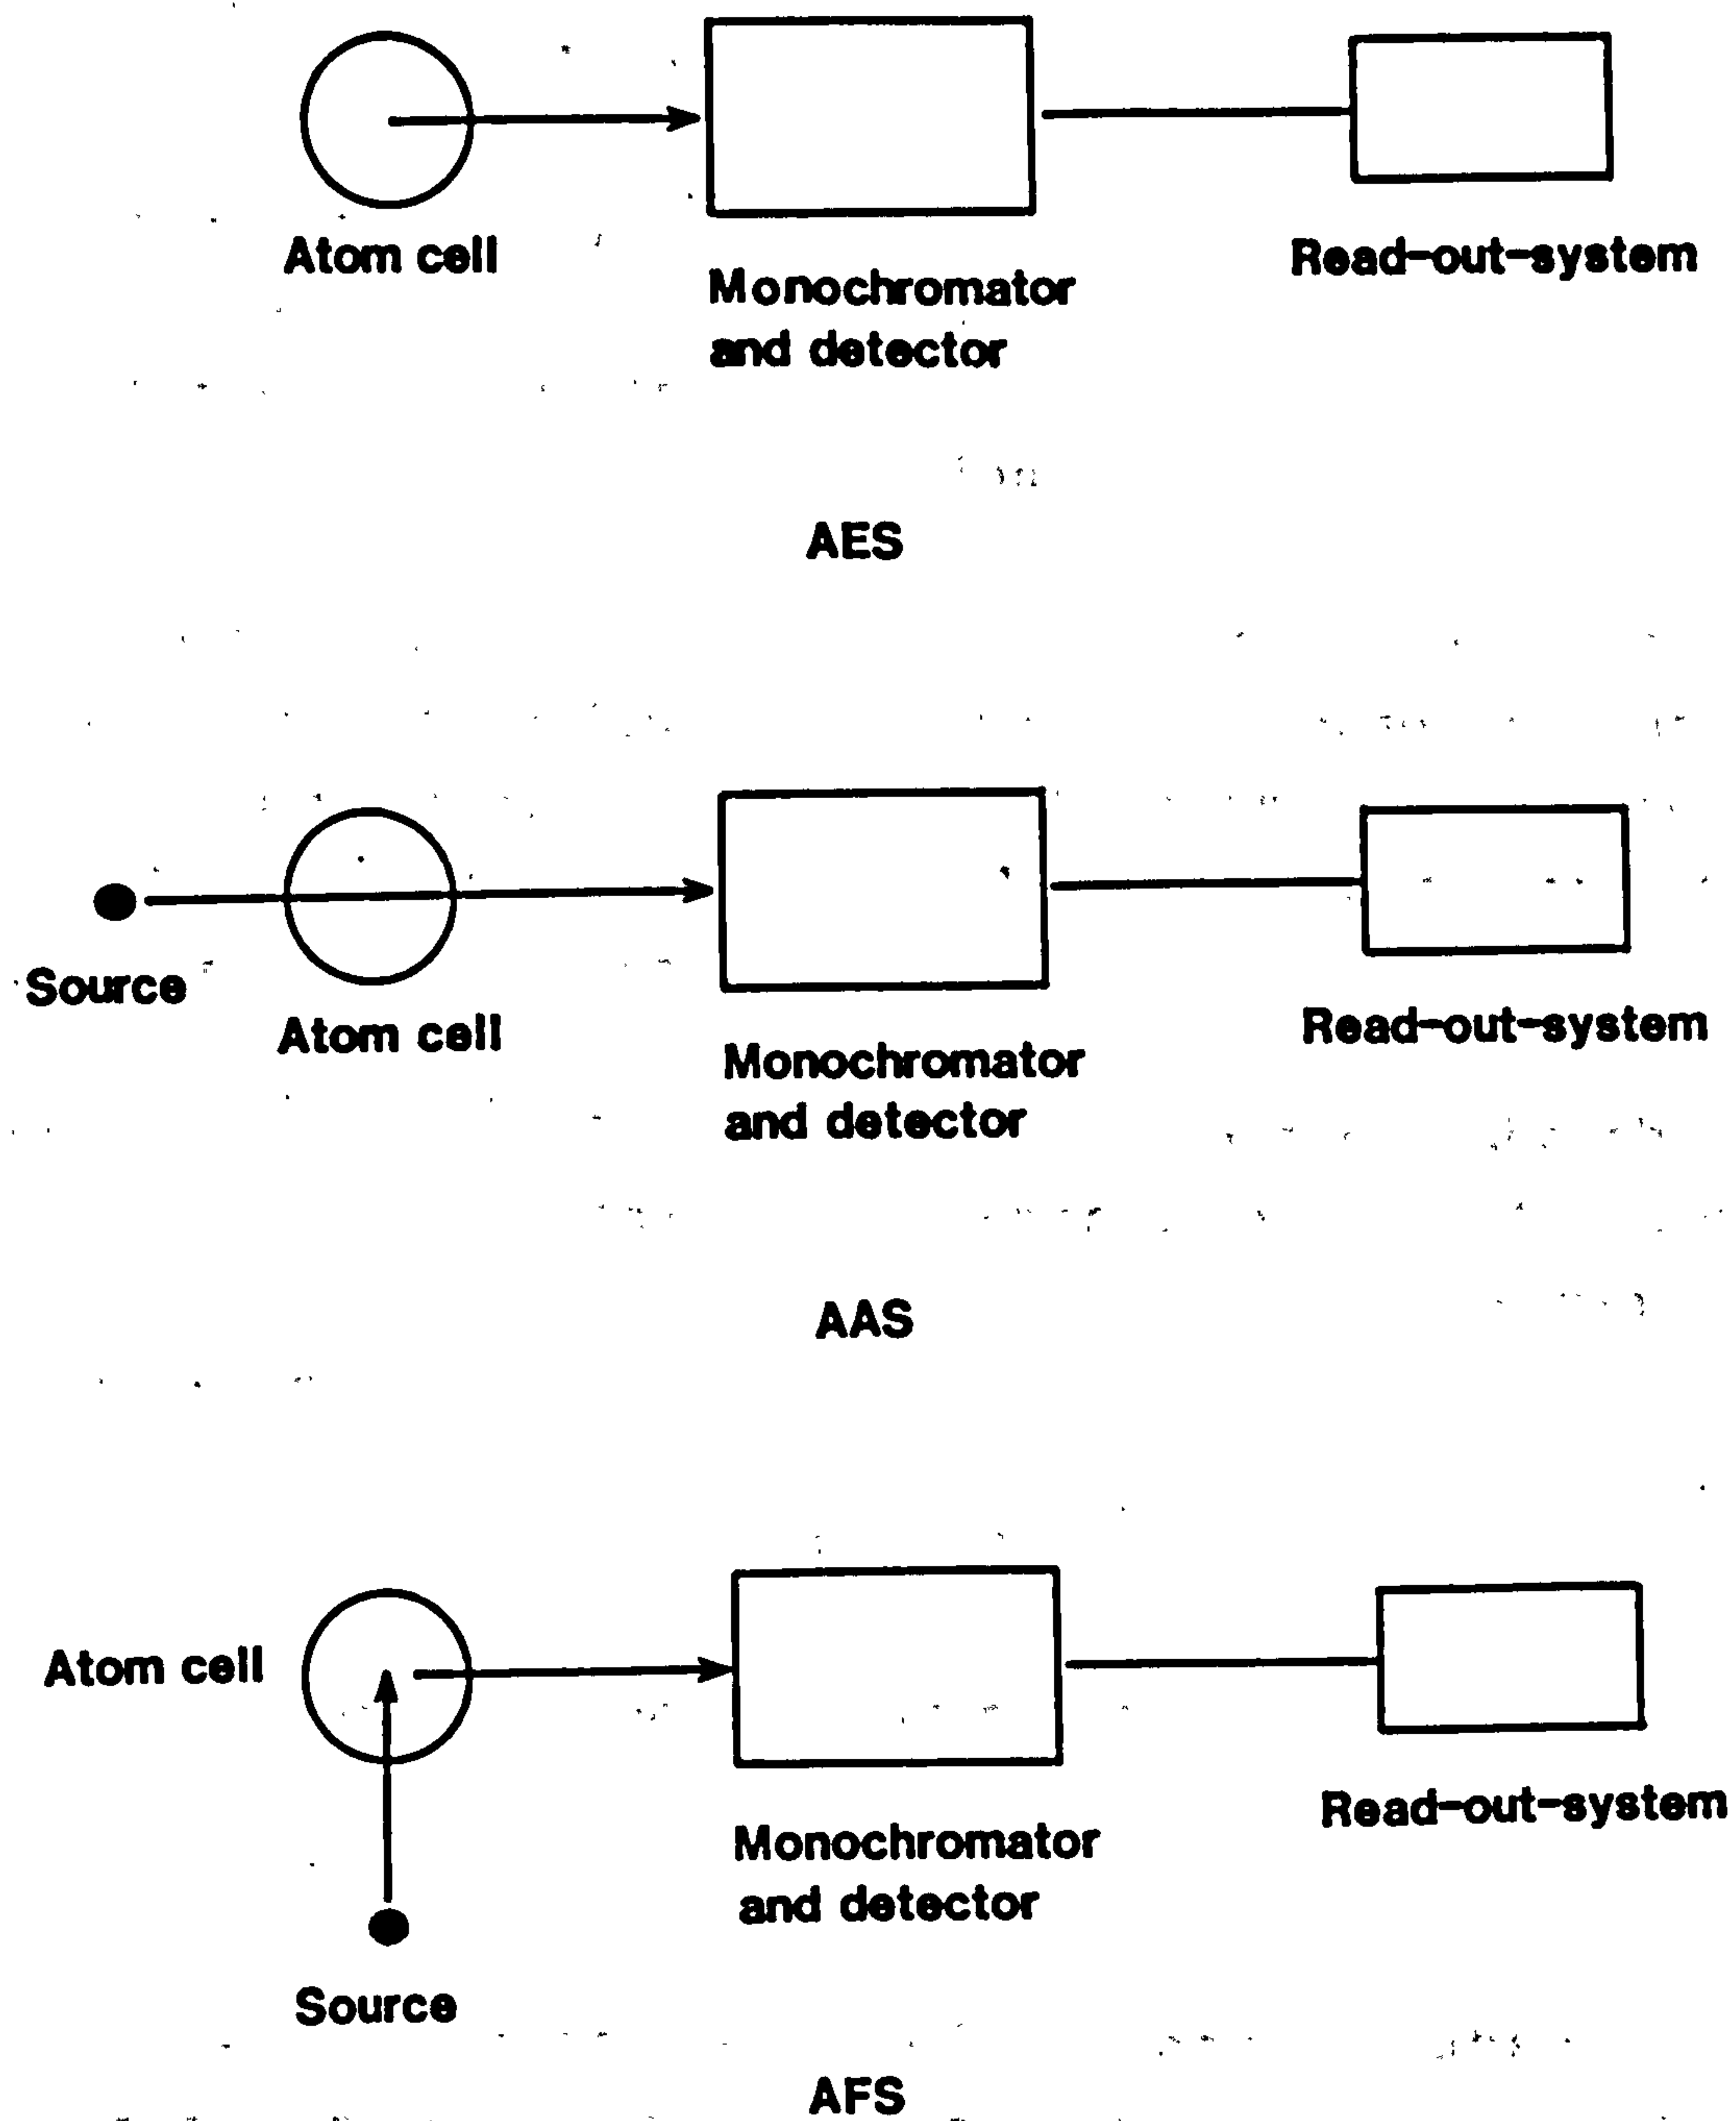 Atom cell
Read-out-system
Monochromator
and detector
AES
Source
Atom cell
Read-out-system
Monochromator
and detector
AAS
Atom cell
Read-out-system
Monochromator
and detector
Source
AFS